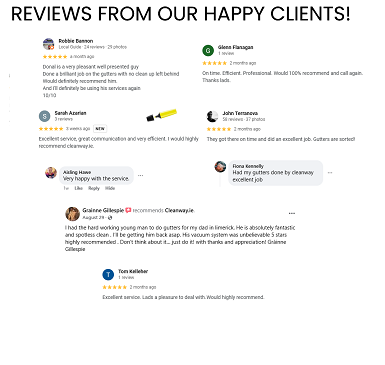 REVIEWS FROM OUR HAPPY CLIENTS!
Robbie Bannon
Local Guide · 24 reviews · 29 photos
a month ago
Donal is a very pleasant well presented guy
Done a brilliant job on the gutters with no clean up left behind
Would definitely recommend him.
And I'll definitely be using his services again
10/10
Glenn Flanagan
1 review
2 months ago
On time. Efficient. Professional. Would 100% recommend and call again.
Thanks lads.
Sarah Azarian
3 reviews
3 weeks ago NEW
Excellent service, great communication and very efficient. I would highly
recommend cleanway.ie.
John Terranova
58 reviews · 37 photos
2 months ago
They got there on time and did an excellent job. Gutters are sorted!
Aisling Hawe
Very happy with the service.
1w Like Reply Hide
Fiona Kennelly
Had my gutters done by cleanway
excellent job
Grainne Gillespie recommends Cleanway.ie.
August 29 ·
I had the hard working young man to do gutters for my dad in limerick. He is absolutely fantastic
and spotless clean . I'll be getting him back asap. His vacuum system was unbelievable 5 stars
highly recommended . Don't think about it... just do it! with thanks and appreciation! Gráinne
Gillespie
Tom Kelleher
1 review
2 months ago
Excellent service. Lads a pleasure to deal with.Would highly recommend.